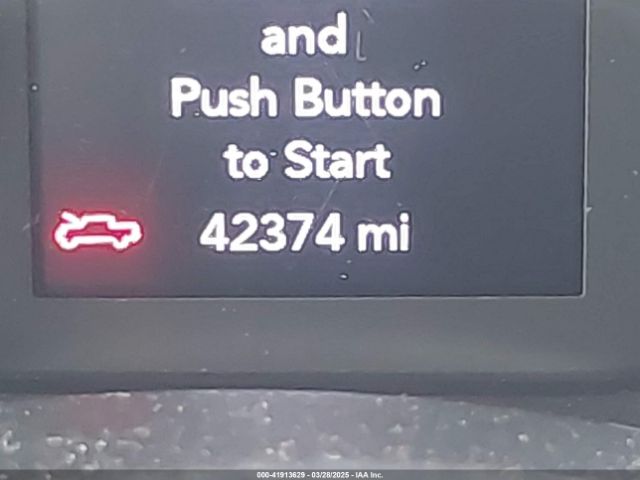 and
Push Button
to Start
42374 mi
000-41913629 - 03/28/2025 - IAA Inc.